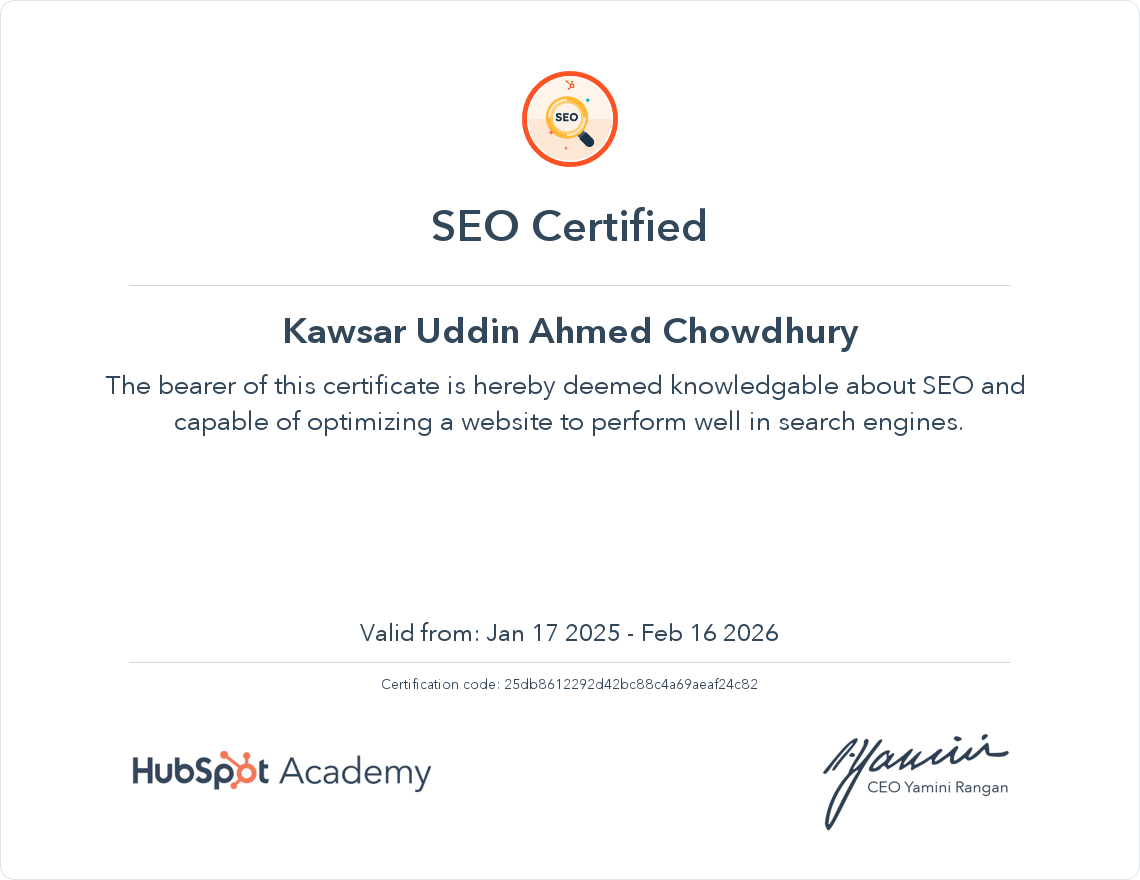 SEO
SEO Certified
Kawsar Uddin Ahmed Chowdhury
The bearer of this certificate is hereby deemed knowledgable about SEO and
capable of optimizing a website to perform well in search engines.
Valid from: Jan 17 2025 - Feb 16 2026
Certification code: 25db8612292d42bc88c4a69aeaf24c82
HubSpot Academy
Yamini
CEO Yamini Rangan